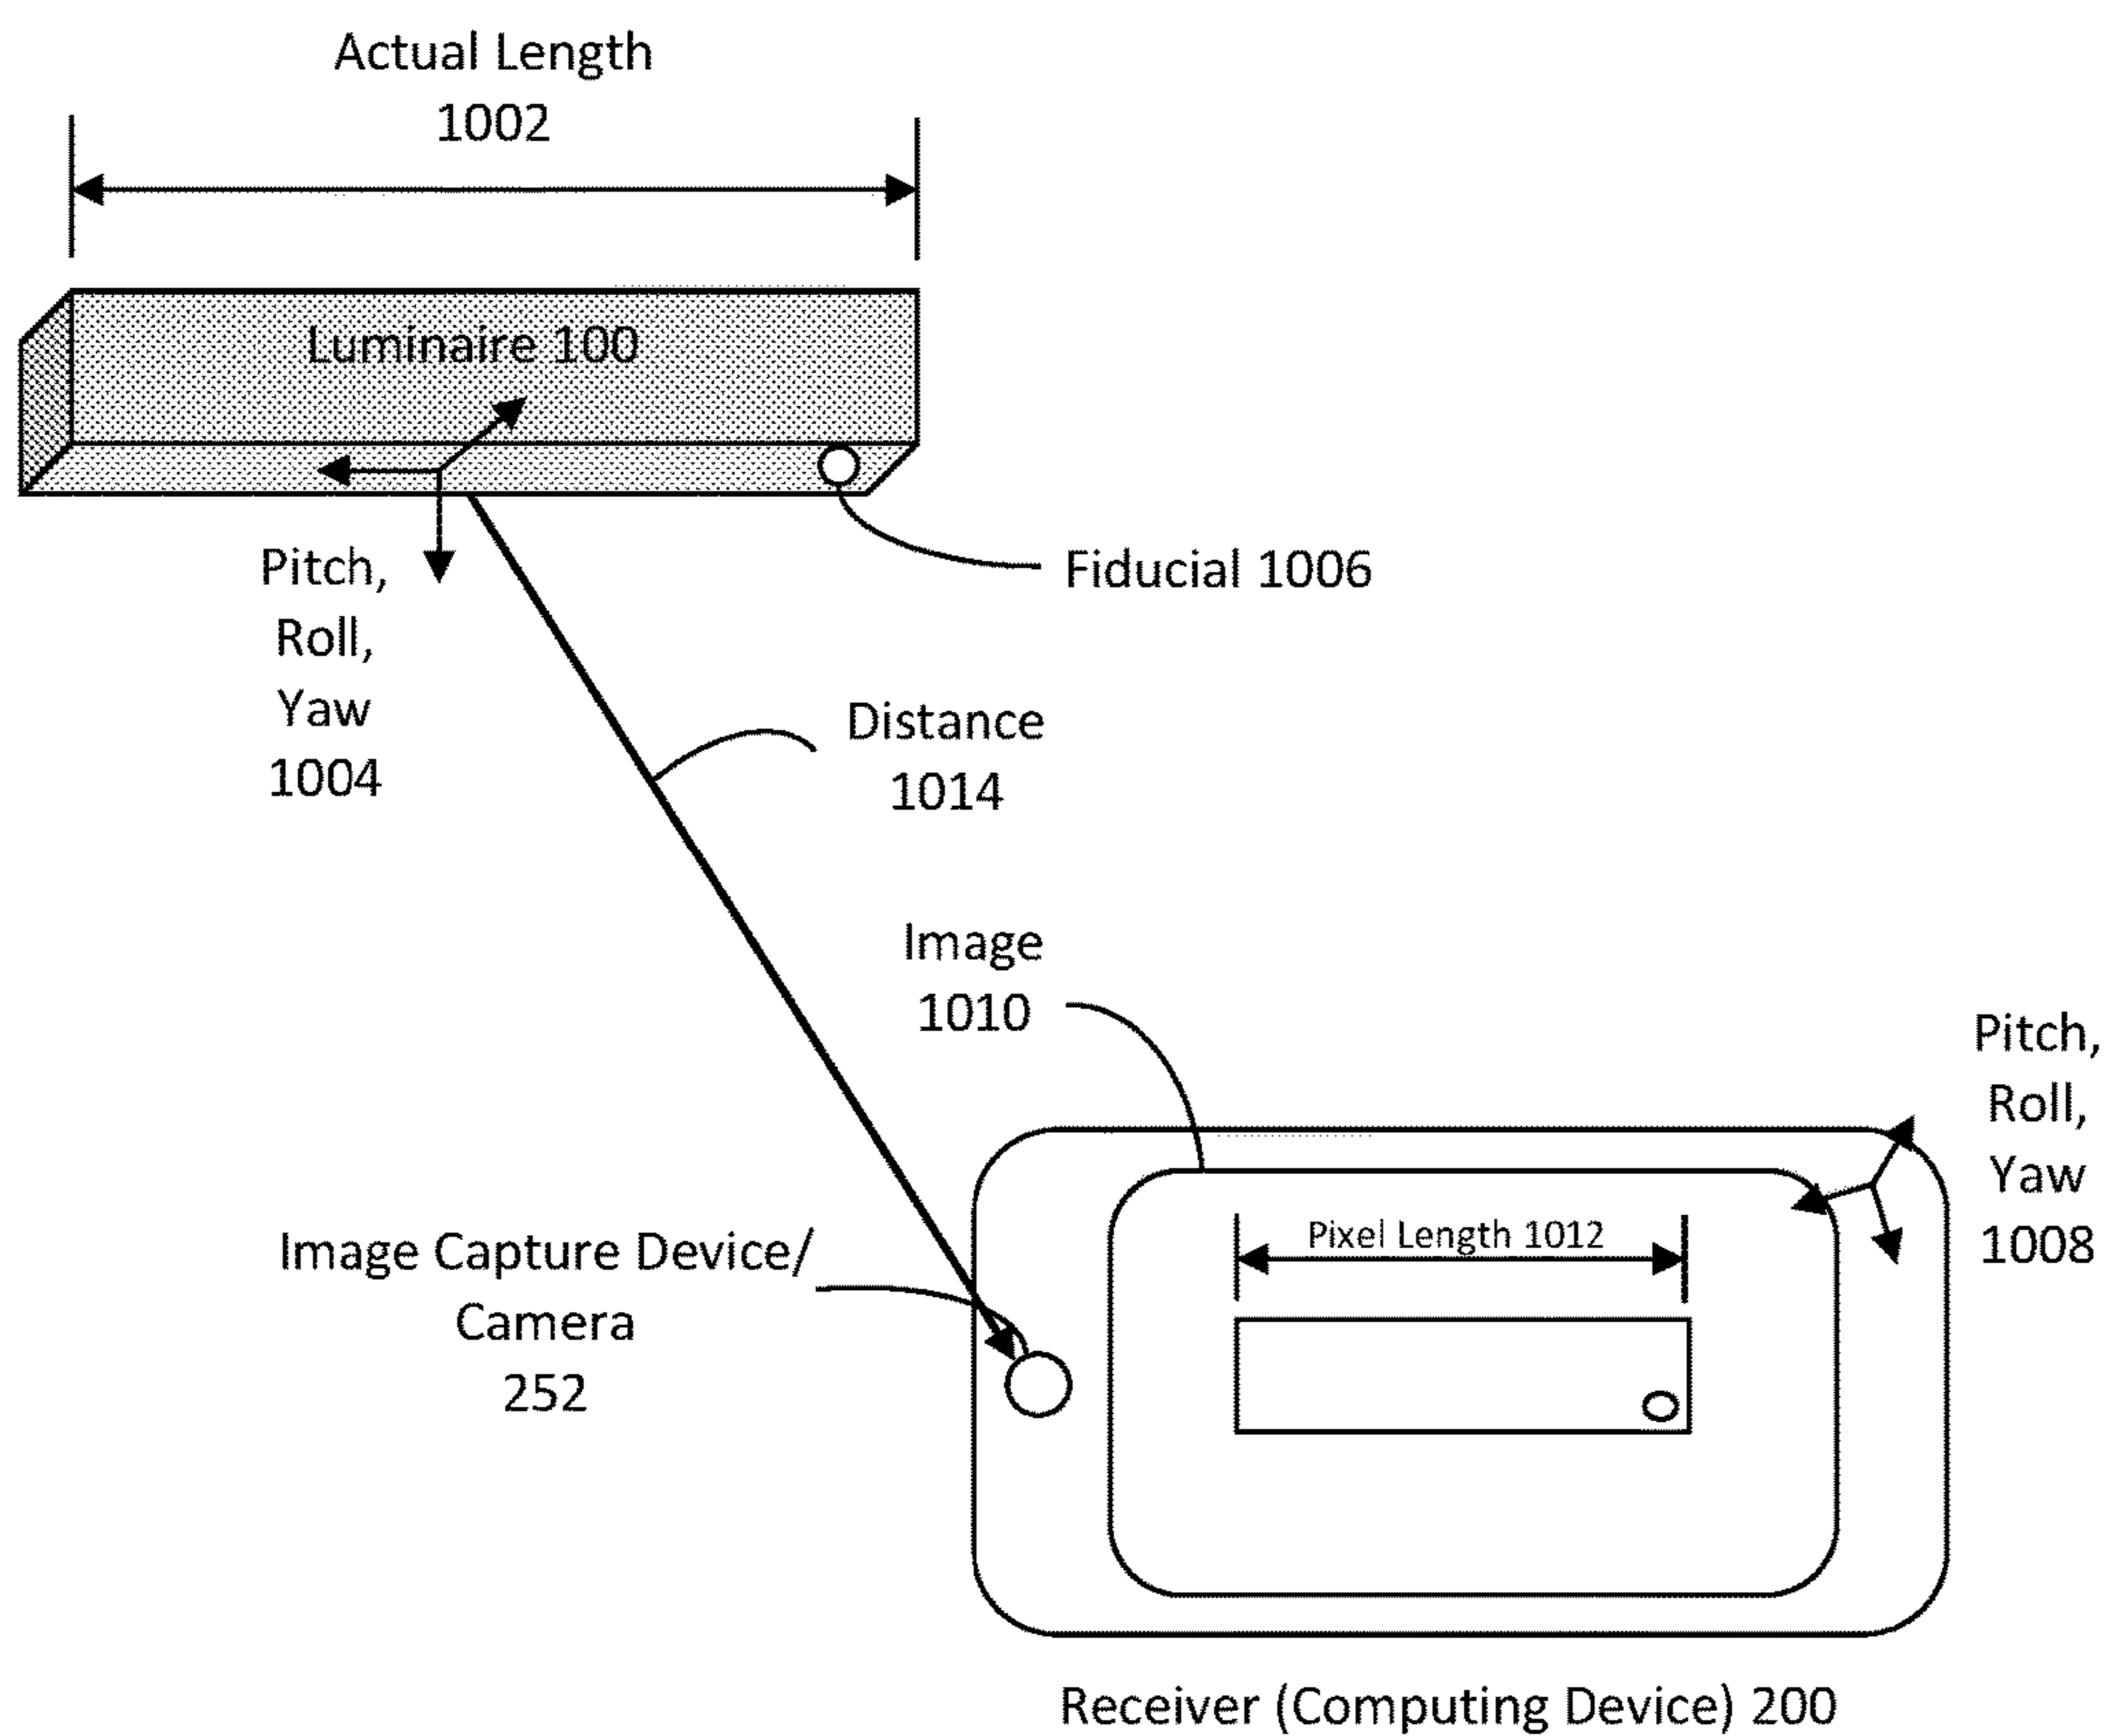 Actual Length
1002
Luminaire 100
Pitch,
Roll,
Yaw
1004
Fiducial 1006
Distance
1014
Image
1010
Pitch,
Roll,
Yaw
1008
Pixel Length 1012
Image Capture Device/
Camera
252
Receiver (Computing Device) 200